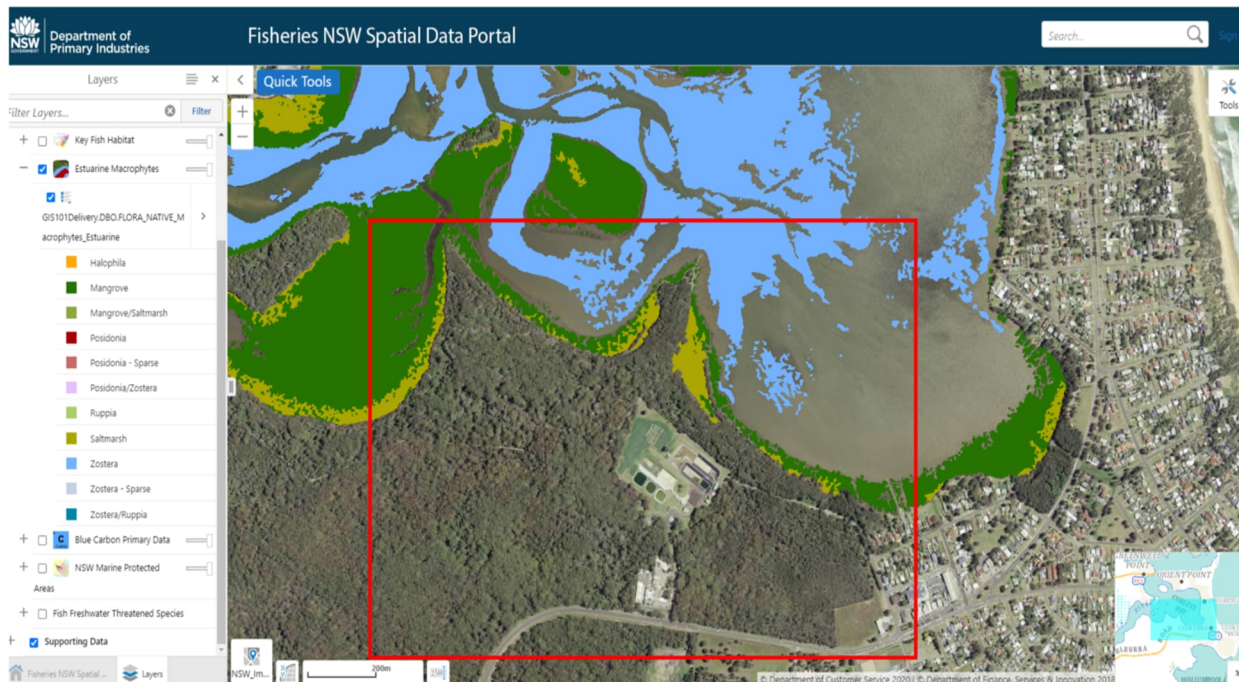 NSW
GOVERNMENT
Department of
Primary Industries
Fisheries NSW Spatial Data Portal
Search...
Sign
Layers
Quick Tools
Tools
Filter Layers...
Filter
Key Fish Habitat
Estuarine Macrophytes
GIS101Delivery.DBO.FLORA_NATIVE_M
acrophytes_Estuarine
Halophila
Mangrove
Mangrove/Saltmarsh
Posidonia
Posidonia - Sparse
Posidonia/Zostera
Ruppia
Saltmarsh
Zostera
Zostera - Sparse
Zostera/Ruppia
C
Blue Carbon Primary Data
NSW Marine Protected
Areas
Fish Freshwater Threatened Species
Supporting Data
Fisheries NSW Spatial ...
Layers
NSW_Im...
200m
© Department of Customer Service 2020 | © Department of Finance, Services & Innovation 2018
GREENWELL
POINT
ORIENT POINT